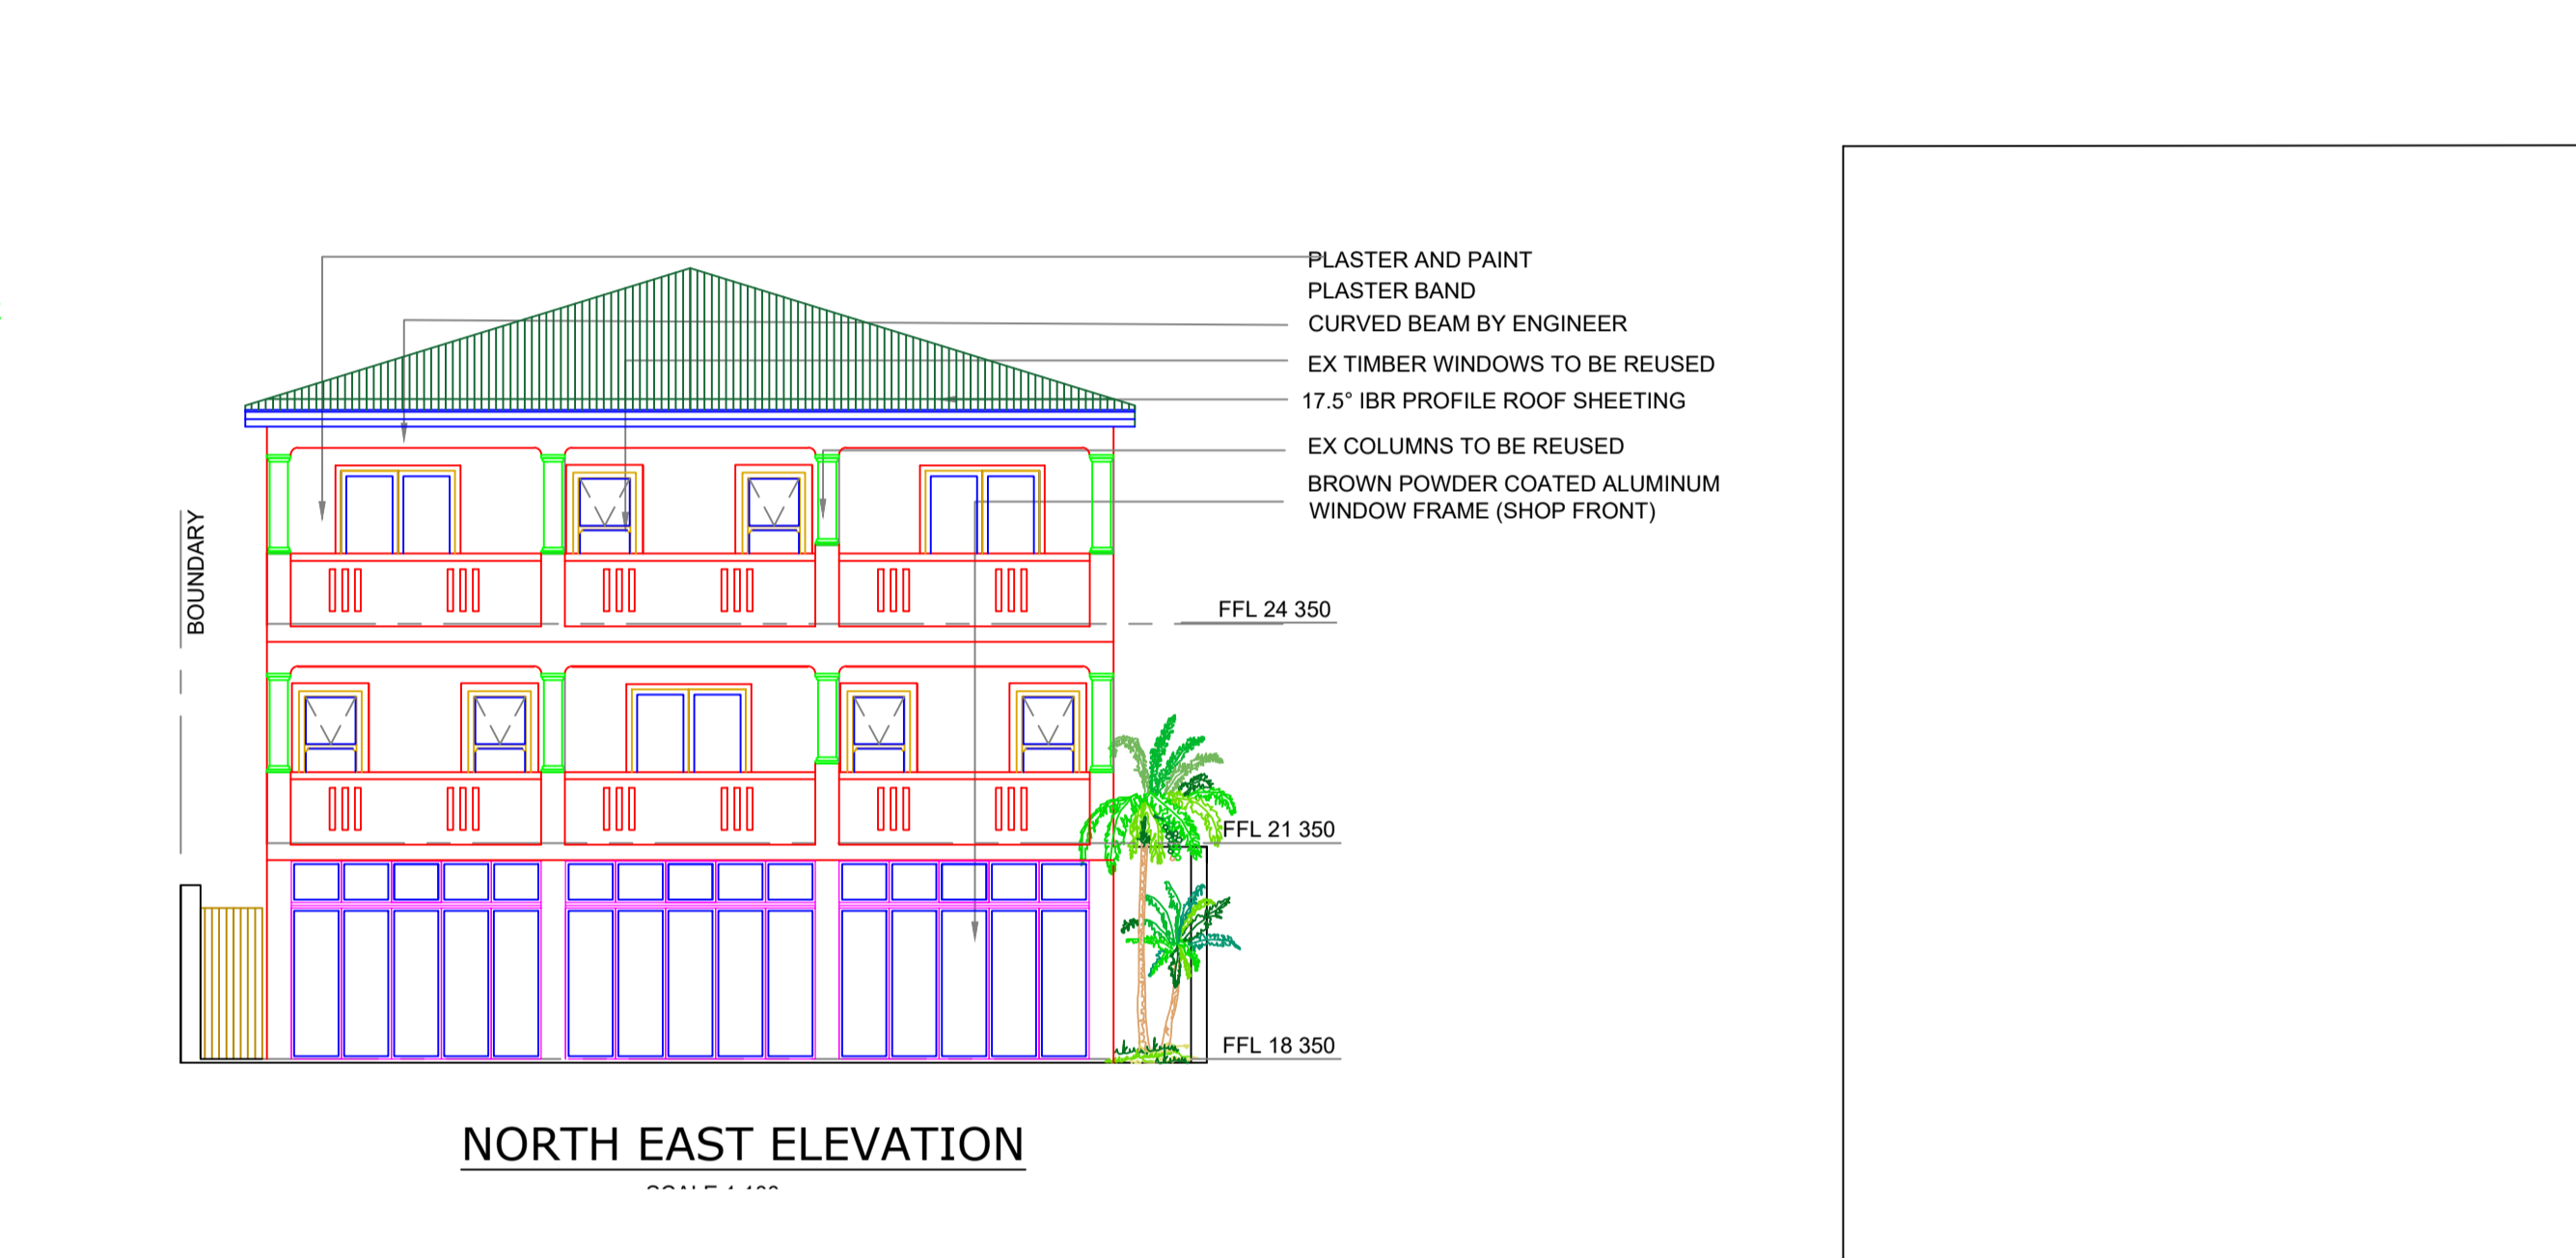 PLASTER AND PAINT
PLASTER BAND
CURVED BEAM BY ENGINEER
EX TIMBER WINDOWS TO BE REUSED
17.5° IBR PROFILE ROOF SHEETING
EX COLUMNS TO BE REUSED
BROWN POWDER COATED ALUMINUM
WINDOW FRAME (SHOP FRONT)
BOUNDARY
FFL 24 350
FFL 21 350
FFL 18 350
NORTH EAST ELEVATION